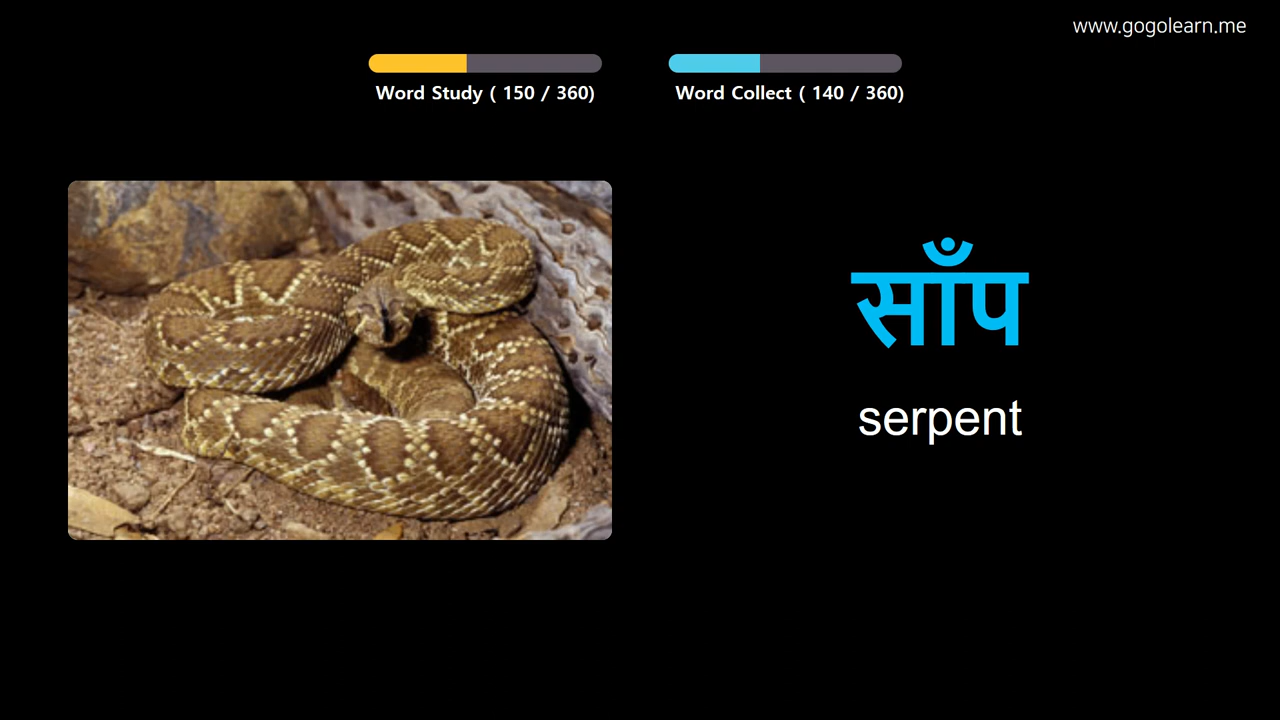 www.gogolearn.me
Word Study ( 150 / 360)
Word Collect ( 140 / 360)
साँप
serpent